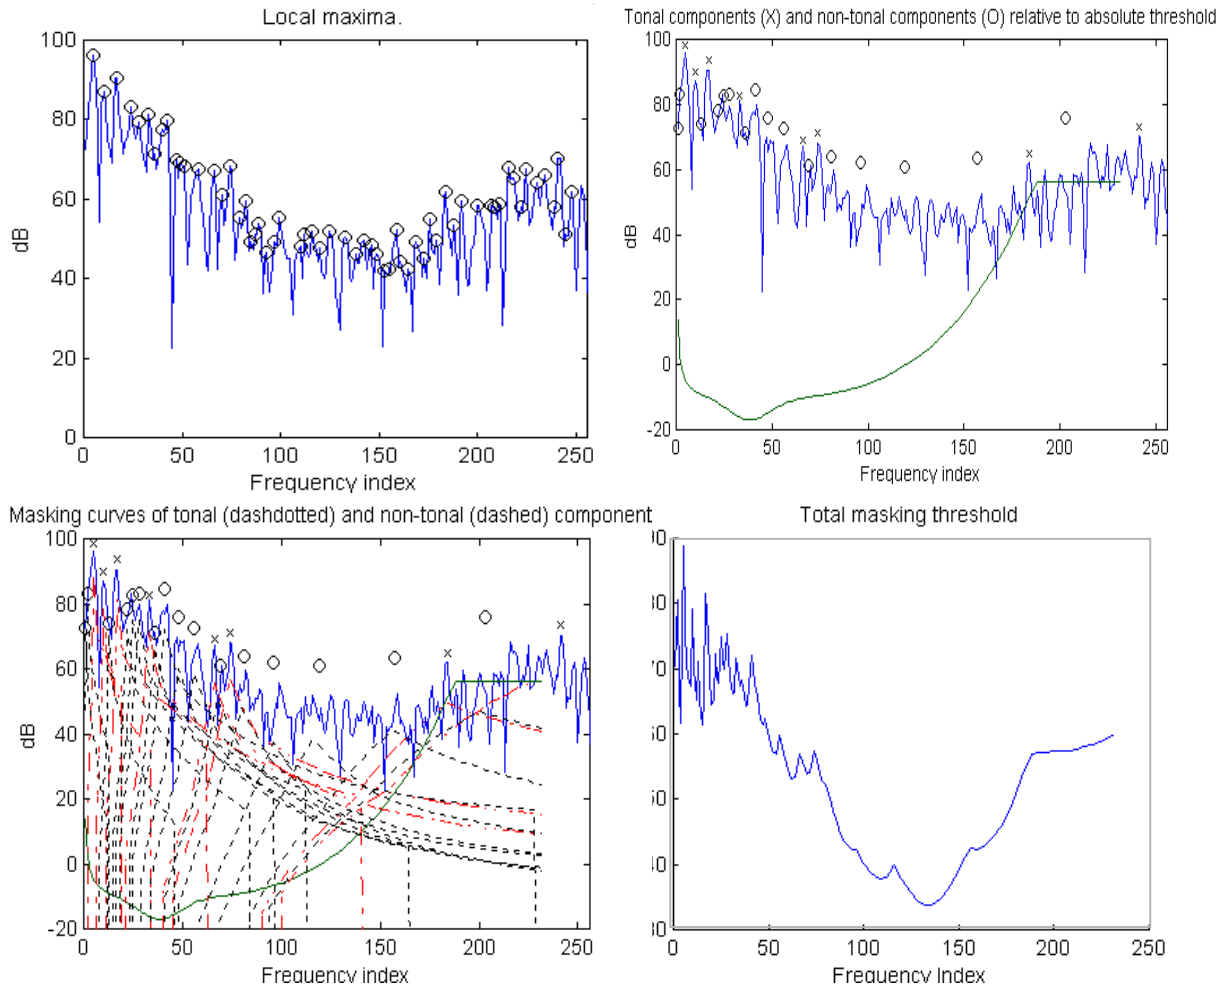 Local maxima.
100
80
60
40
20
0
dB
0 50 100 150 200 250
Frequency index
Tonal components (X) and non-tonal components (O) relative to absolute threshold
100
80
60
40
20
0
-20
dB
0 50 100 150 200 250
Frequency index
Masking curves of tonal (dashdotted) and non-tonal (dashed) component
100
80
60
40
20
0
-20
dB
0 50 100 150 200 250
Frequency index
Total masking threshold
0 50 100 150 200 250
Frequency Index